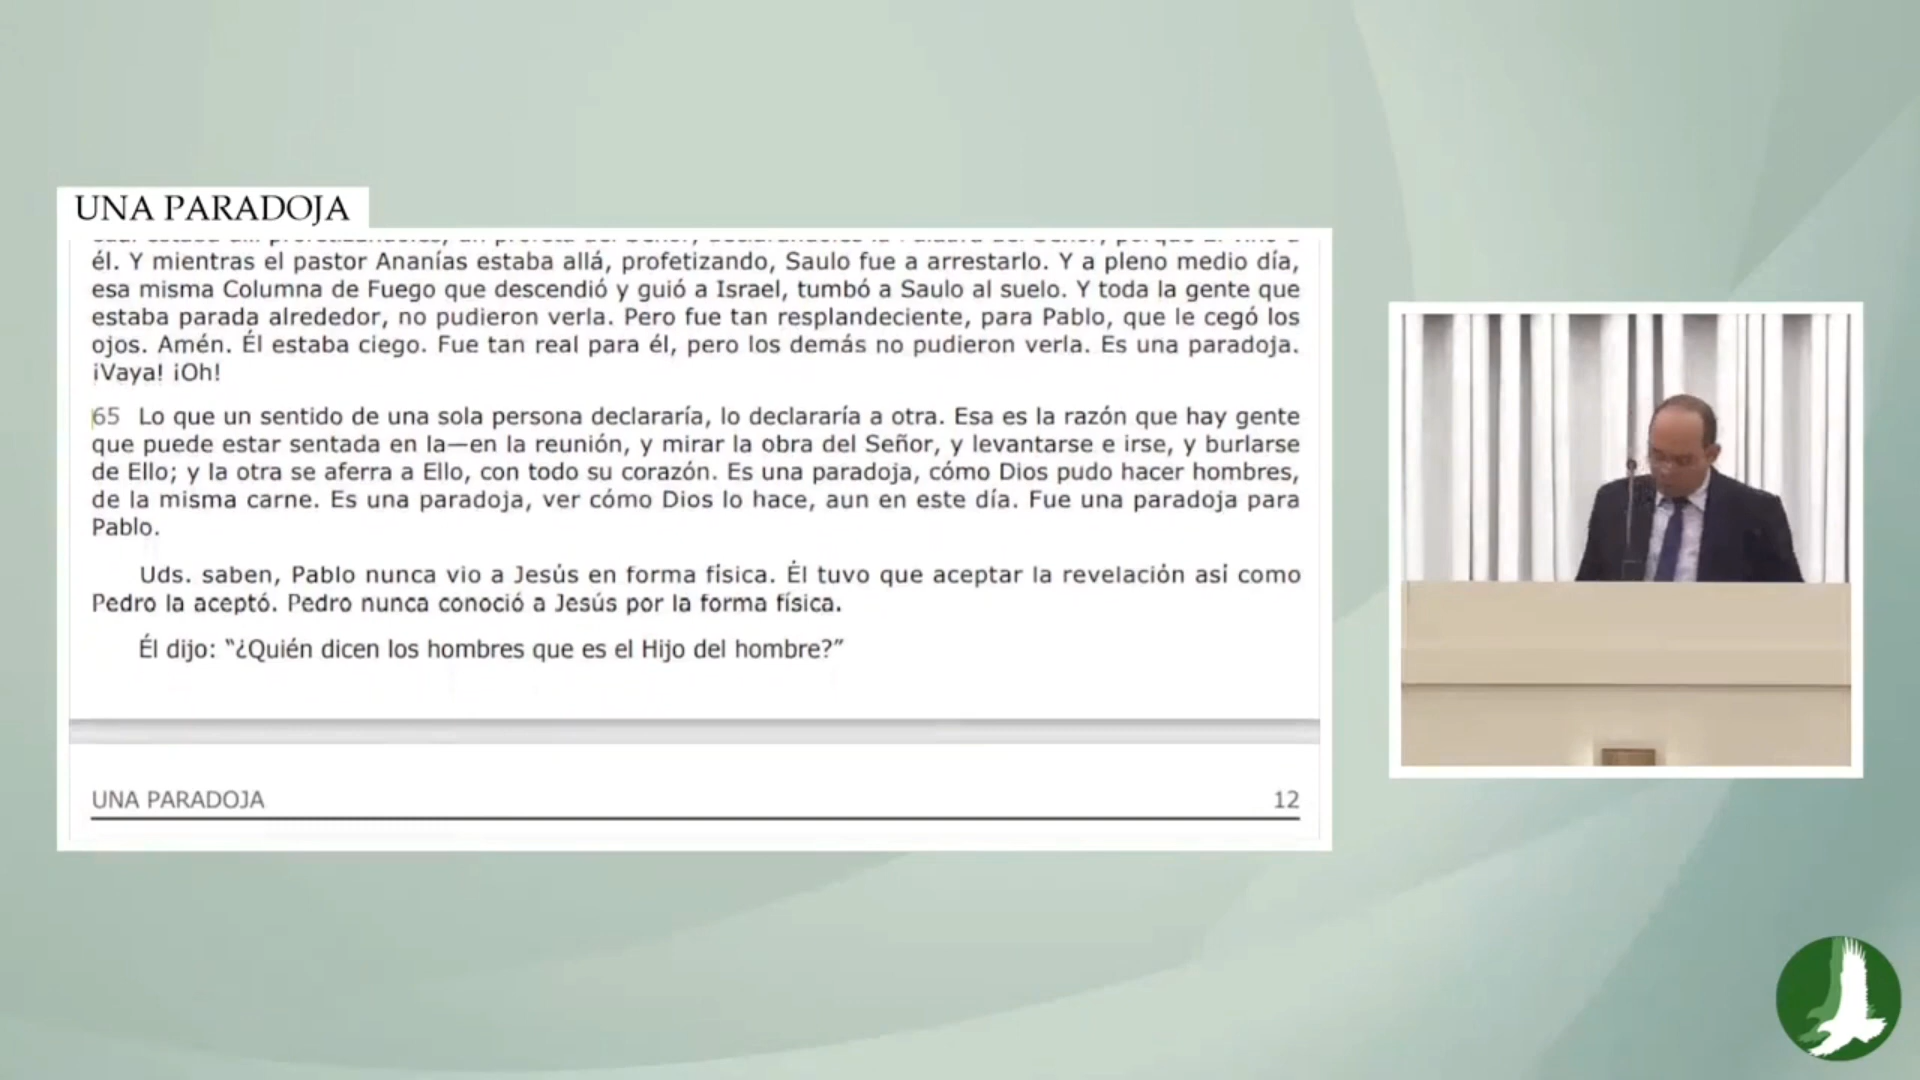 UNA PARADOJA
él. Y mientras el pastor Ananías estaba allá, profetizando, Saulo fue a arrestarlo. Y a pleno medio día,
esa misma Columna de Fuego que descendió y guió a Israel, tumbó a Saulo al suelo. Y toda la gente que
estaba parada alrededor, no pudieron verla. Pero fue tan resplandeciente, para Pablo, que le cegó los
ojos. Amén. Él estaba ciego. Fue tan real para él, pero los demás no pudieron verla. Es una paradoja.
¡Vaya! ¡Oh!
65 Lo que un sentido de una sola persona declararía, lo declararía a otra. Esa es la razón que hay gente
que puede estar sentada en la—en la reunión, y mirar la obra del Señor, y levantarse e irse, y burlarse
de Ello; y la otra se aferra a Ello, con todo su corazón. Es una paradoja, cómo Dios pudo hacer hombres,
de la misma carne. Es una paradoja, ver cómo Dios lo hace, aun en este día. Fue una paradoja para
Pablo.
Uds. saben, Pablo nunca vio a Jesús en forma física. Él tuvo que aceptar la revelación así como
Pedro la aceptó. Pedro nunca conoció a Jesús por la forma física.
Él dijo: “¿Quién dicen los hombres que es el Hijo del hombre?”
UNA PARADOJA 12